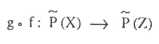 g∘f: P̃(X) → P̃(Z)